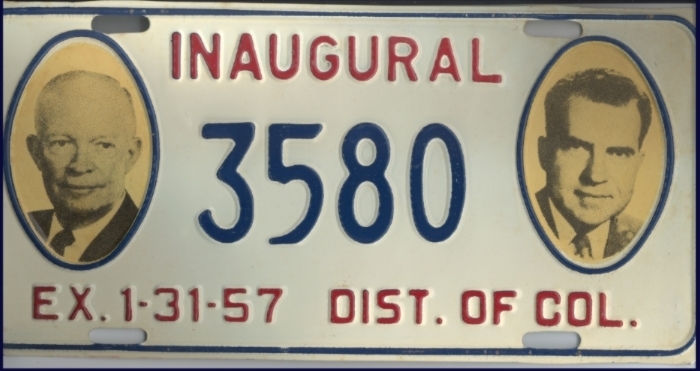 INAUGURAL
3580
EX. 1-31-57 DIST. OF COL.